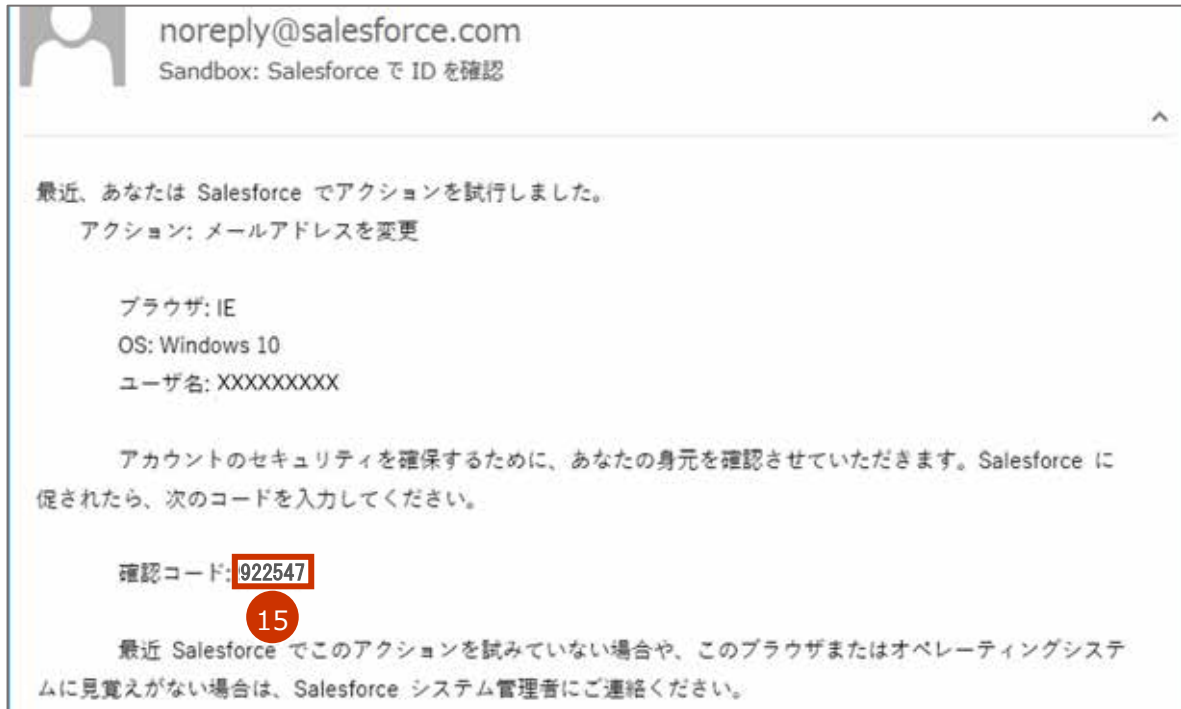 noreply@salesforce.com
Sandbox: Salesforce で ID を確認
最近、あなたは Salesforce でアクションを試行しました。
アクション: メールアドレスを変更
ブラウザ: IE
OS: Windows 10
ユーザ名: XXXXXXXXX
アカウントのセキュリティを確保するために、あなたの身元を確認させていただきます。Salesforce に
促されたら、次のコードを入力してください。
確認コード: 922547
15
最近 Salesforce でこのアクションを試みていない場合や、このブラウザまたはオペレーティングシステ
ムに見覚えがない場合は、Salesforce システム管理者にご連絡ください。